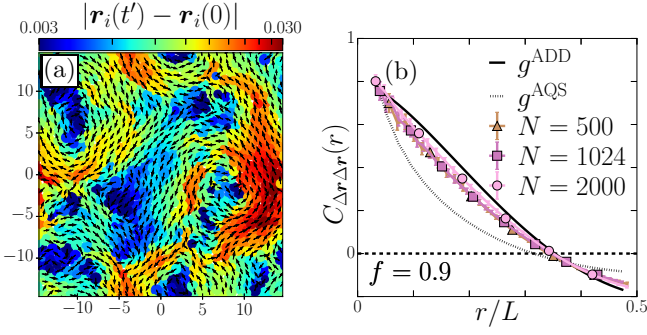 |r_i(t′) − r_i(0)|
0.003
0.030
(a)
10
5
0
−5
−10
−10
−5
0
5
10
1
(b)
g^ADD
g^AQS
N = 500
N = 1024
N = 2000
C_ΔrΔr(r)
0
f = 0.9
0
0.5
r/L